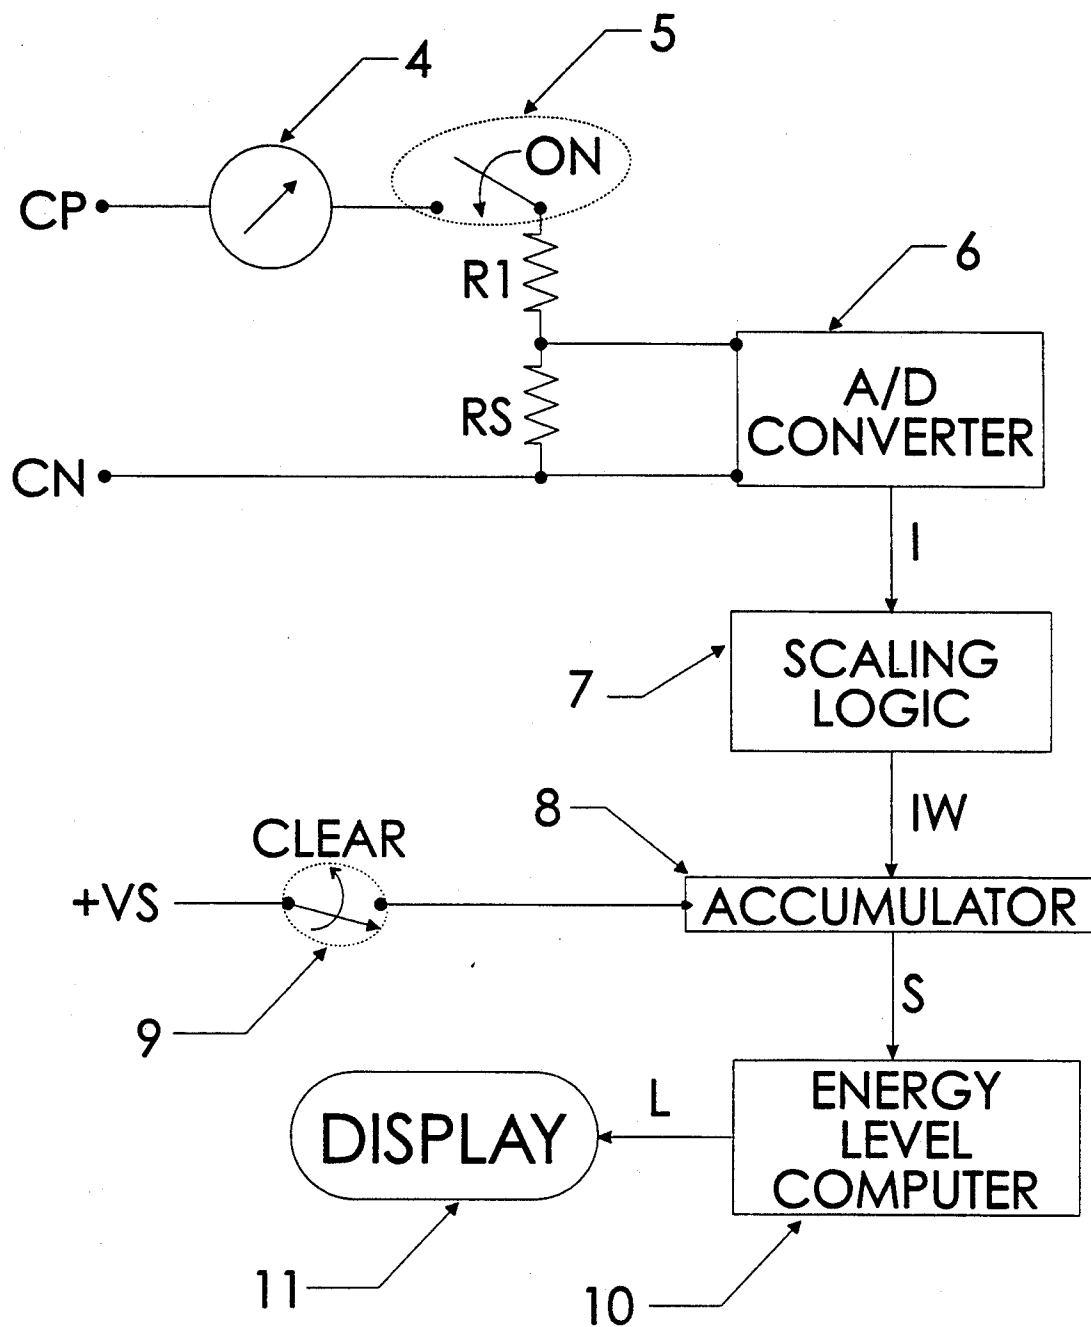 5
4
ON
CP
6
R1
A/D
CONVERTER
RS
CN
I
SCALING
LOGIC
7
IW
8
CLEAR
+VS
ACCUMULATOR
S
9
ENERGY
LEVEL
COMPUTER
L
DISPLAY
11
10